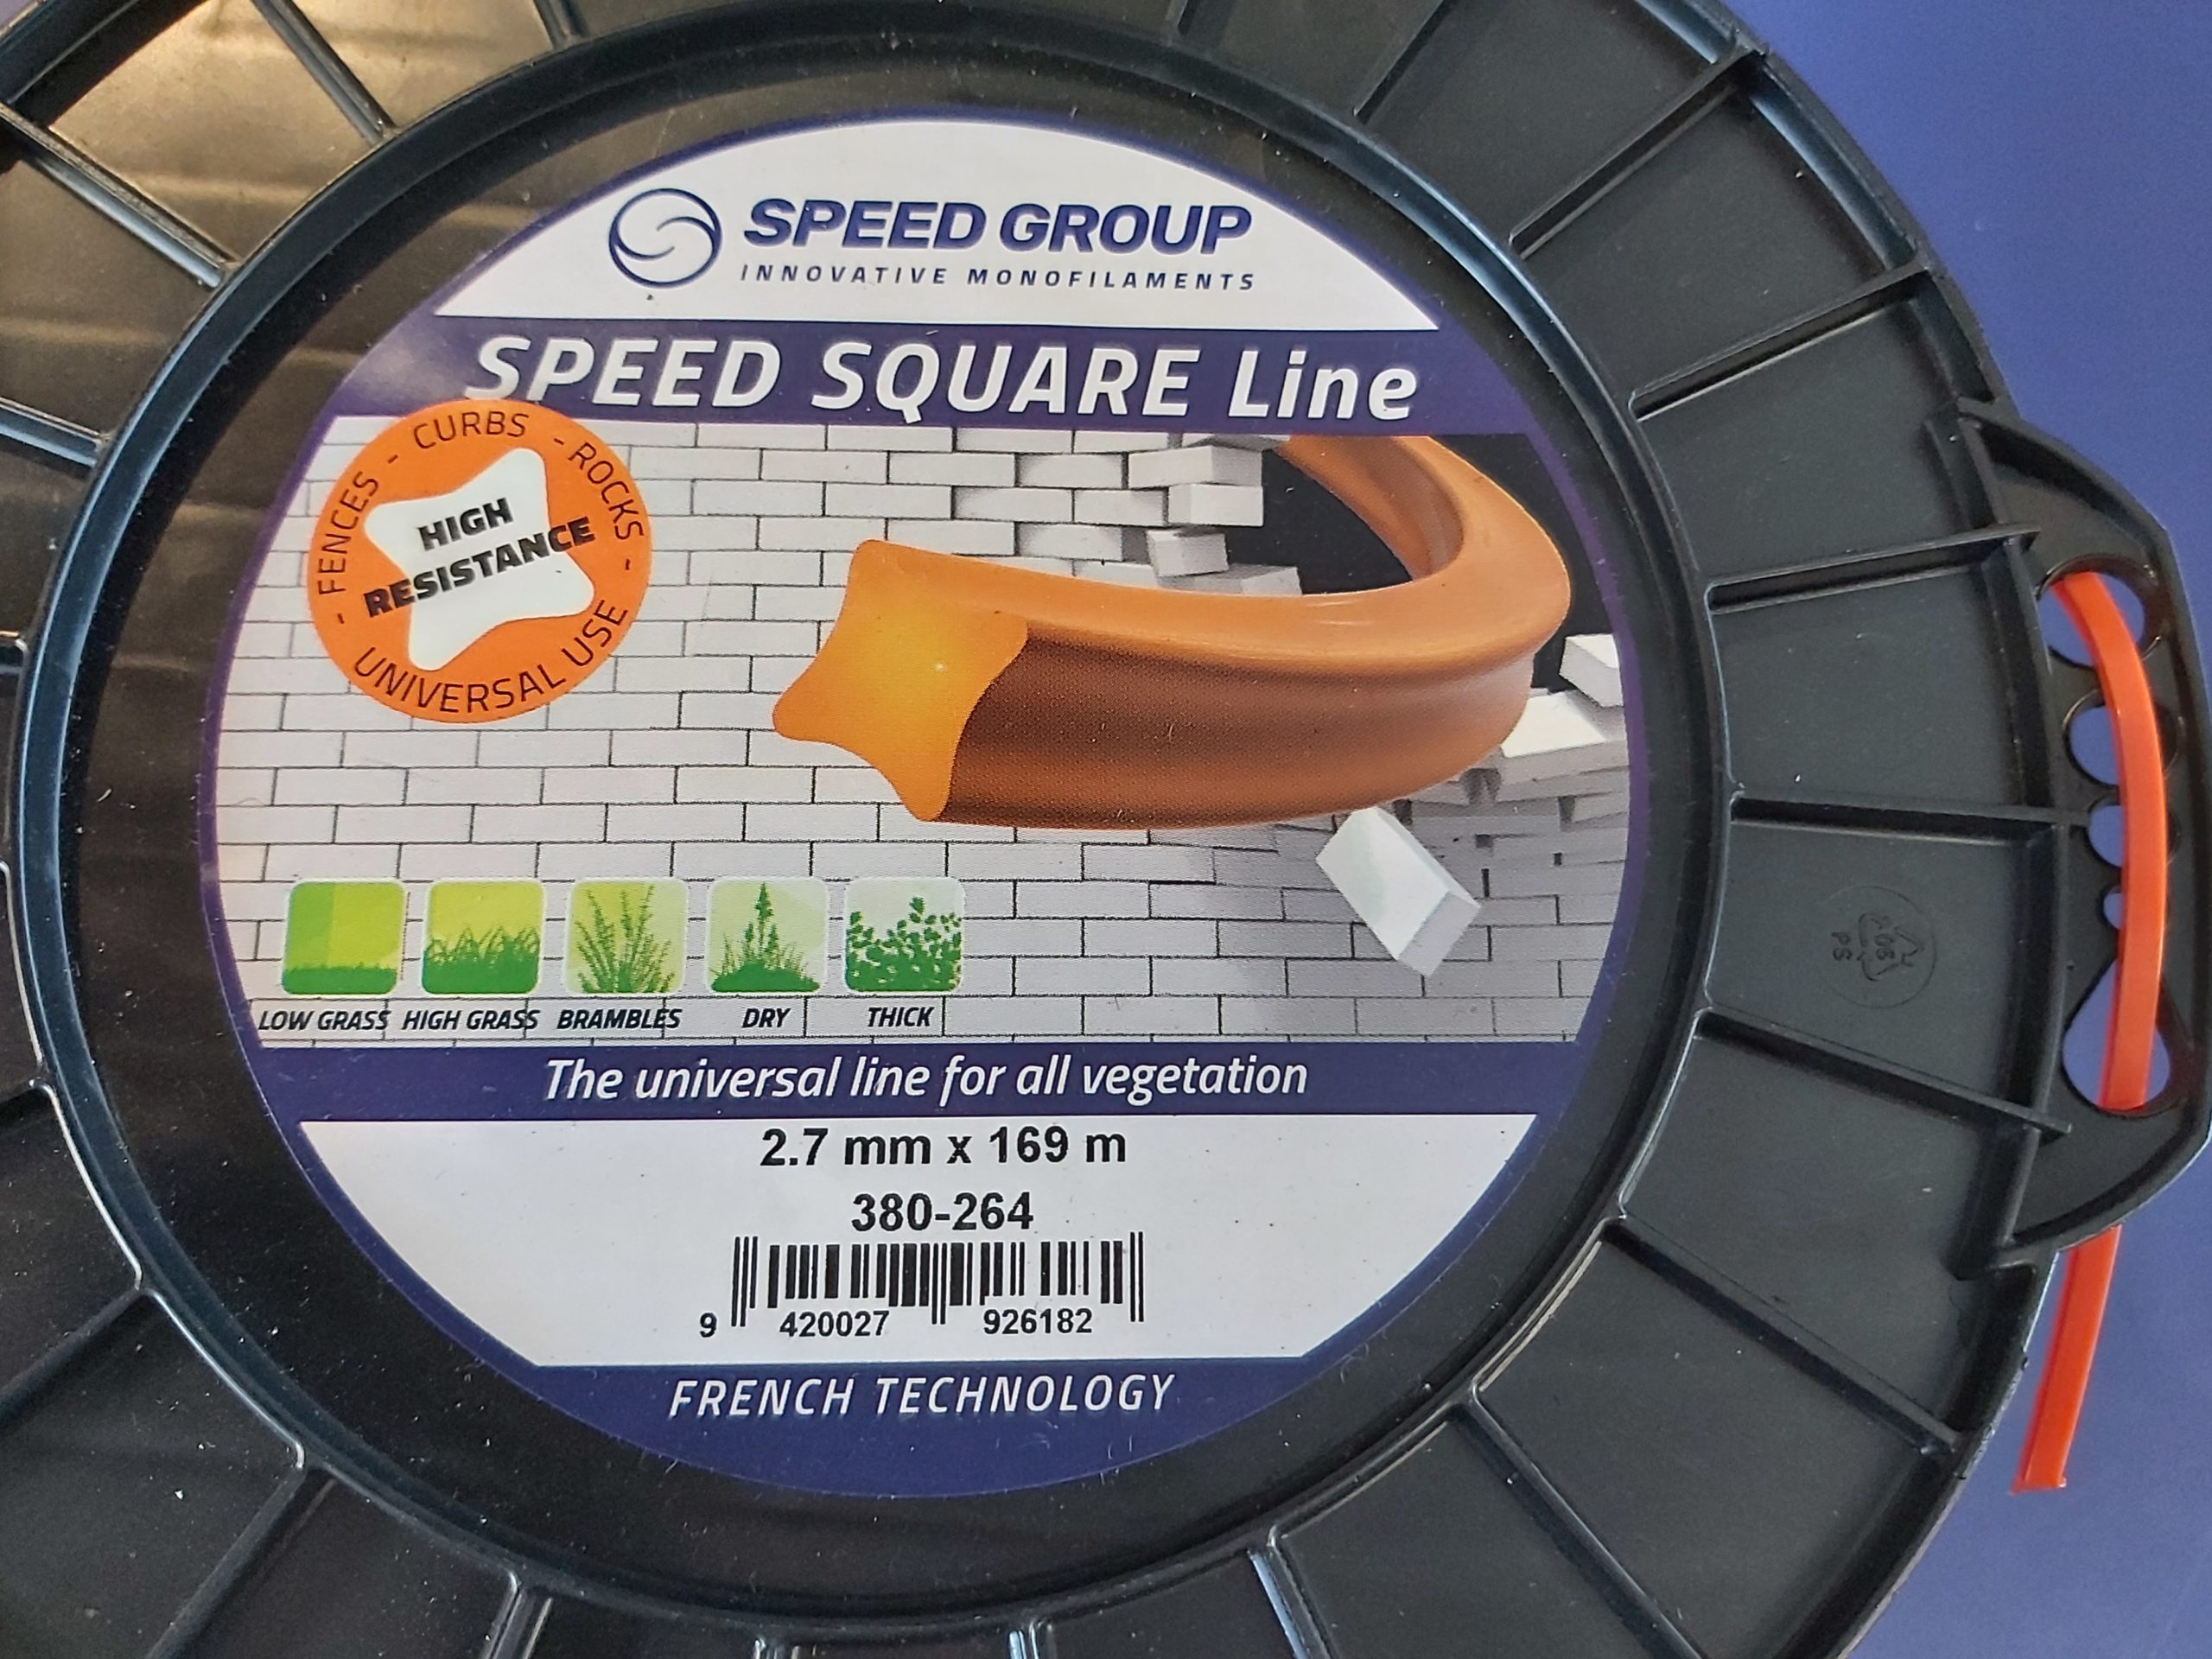 SPEED GROUP
INNOVATIVE MONOFILAMENTS
SPEED SQUARE Line
- FENCES - CURBS - ROCKS -
HIGH
RESISTANCE
UNIVERSAL USE
LOW GRASS HIGH GRASS BRAMBLES DRY THICK
The universal line for all vegetation
2.7 mm x 169 m
380-264
9 420027 926182
FRENCH TECHNOLOGY
06
PS